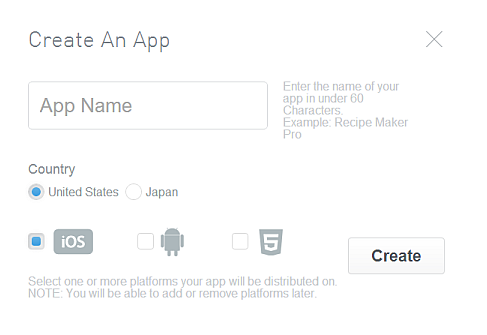 Create An App
App Name
Enter the name of your
app in under 60
Characters.
Example: Recipe Maker
Pro
Country
United States
Japan
iOS
5
Create
Select one or more platforms your app will be distributed on.
NOTE: You will be able to add or remove platforms later.